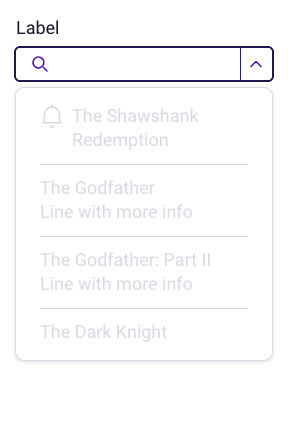 Label
The Shawshank
Redemption
The Godfather
Line with more info
The Godfather: Part II
Line with more info
The Dark Knight